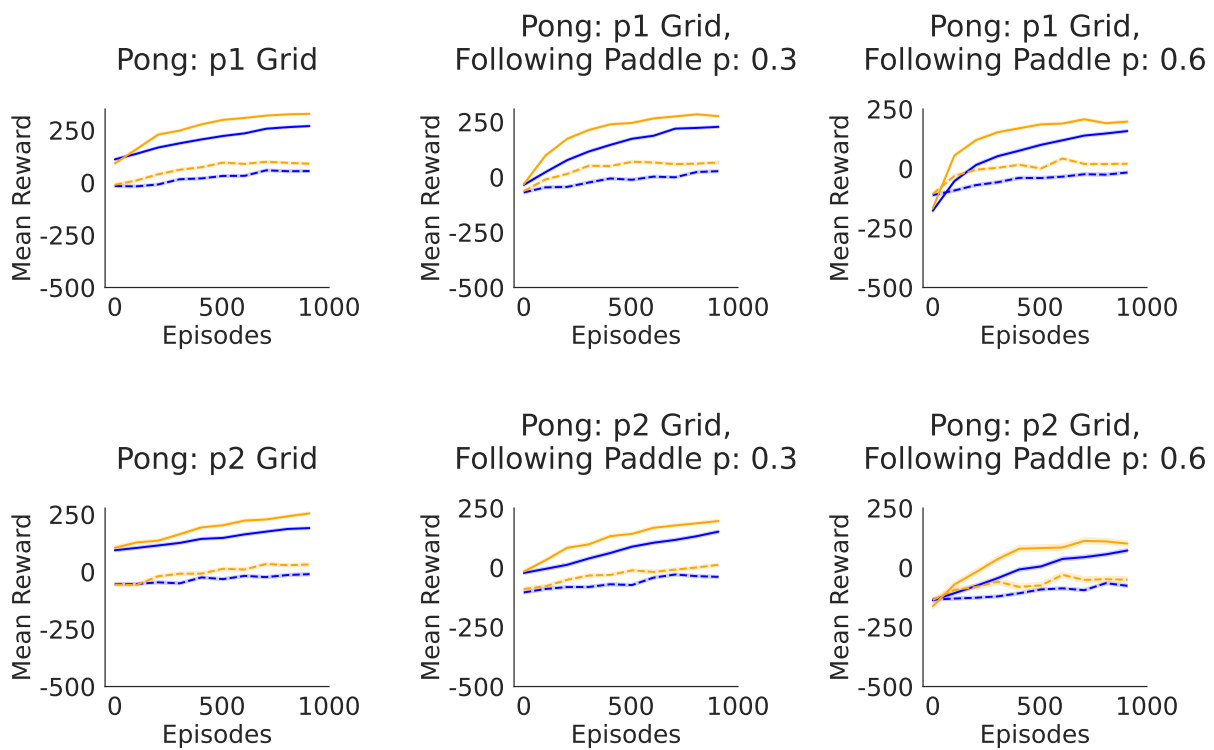 Pong: p1 Grid
250
0
-250
-500
0 500 1000
Mean Reward
Episodes
Pong: p1 Grid,
Following Paddle p: 0.3
250
0
-250
-500
0 500 1000
Mean Reward
Episodes
Pong: p1 Grid,
Following Paddle p: 0.6
250
0
-250
-500
0 500 1000
Mean Reward
Episodes
Pong: p2 Grid
250
0
-250
-500
0 500 1000
Mean Reward
Episodes
Pong: p2 Grid,
Following Paddle p: 0.3
250
0
-250
-500
0 500 1000
Mean Reward
Episodes
Pong: p2 Grid,
Following Paddle p: 0.6
250
0
-250
-500
0 500 1000
Mean Reward
Episodes